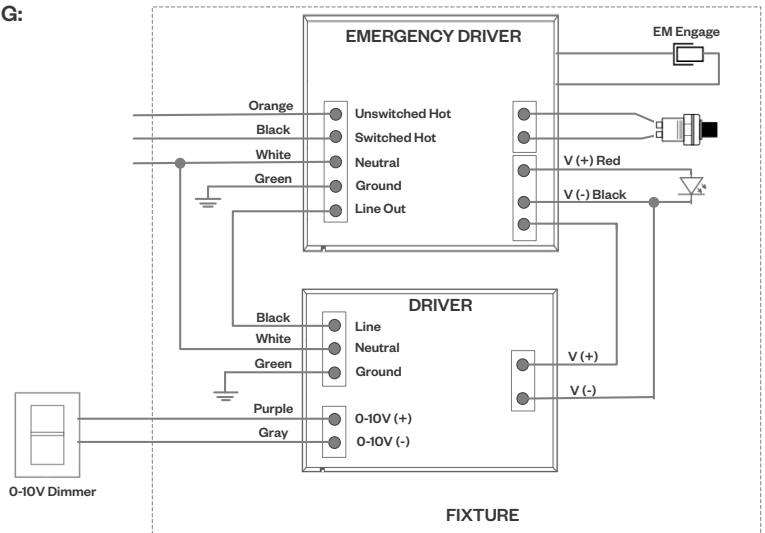 G:
EMERGENCY DRIVER
EM Engage
Orange
Unswitched Hot
Black
Switched Hot
White
Neutral
V (+) Red
Green
Ground
V (-) Black
Line Out
DRIVER
Black
Line
White
Neutral
V (+)
Green
Ground
V (-)
Purple
0-10V (+)
Gray
0-10V (-)
0-10V Dimmer
FIXTURE